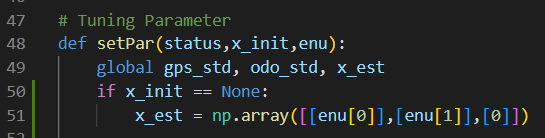 47 # Tuning Parameter
48 def setPar(status,x_init,enu):
49     global gps_std, odo_std, x_est
50     if x_init == None:
51         x_est = np.array([[enu[0]],[enu[1]],[0]])